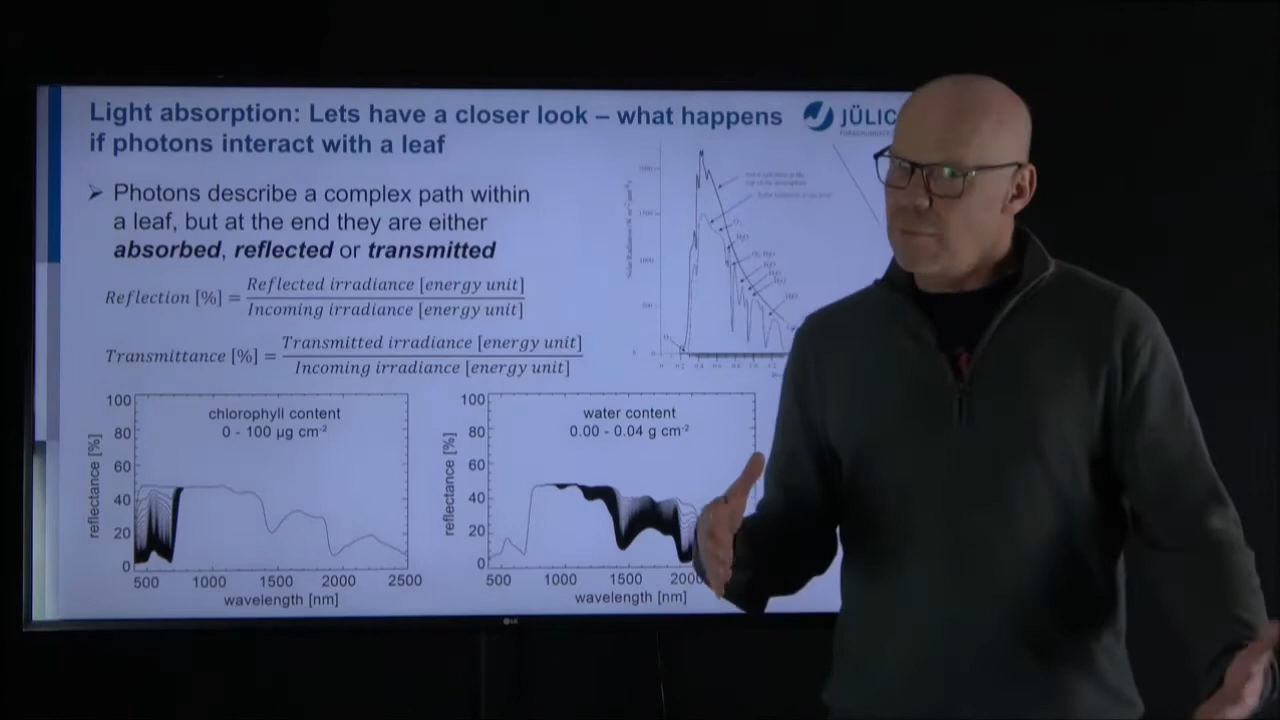 Light absorption: Lets have a closer look – what happens
if photons interact with a leaf
JÜLIC
➢ Photons describe a complex path within
a leaf, but at the end they are either
absorbed, reflected or transmitted
Reflection [%] = Reflected irradiance [energy unit]
Incoming irradiance [energy unit]
Transmittance [%] = Transmitted irradiance [energy unit]
Incoming irradiance [energy unit]
chlorophyll content
0 - 100 µg cm-2
reflectance [%]
100
80
60
40
20
0
500 1000 1500 2000 2500
wavelength [nm]
water content
0.00 - 0.04 g cm-2
reflectance [%]
100
80
60
40
20
0
500 1000 1500 2000
wavelength [nm]
LG